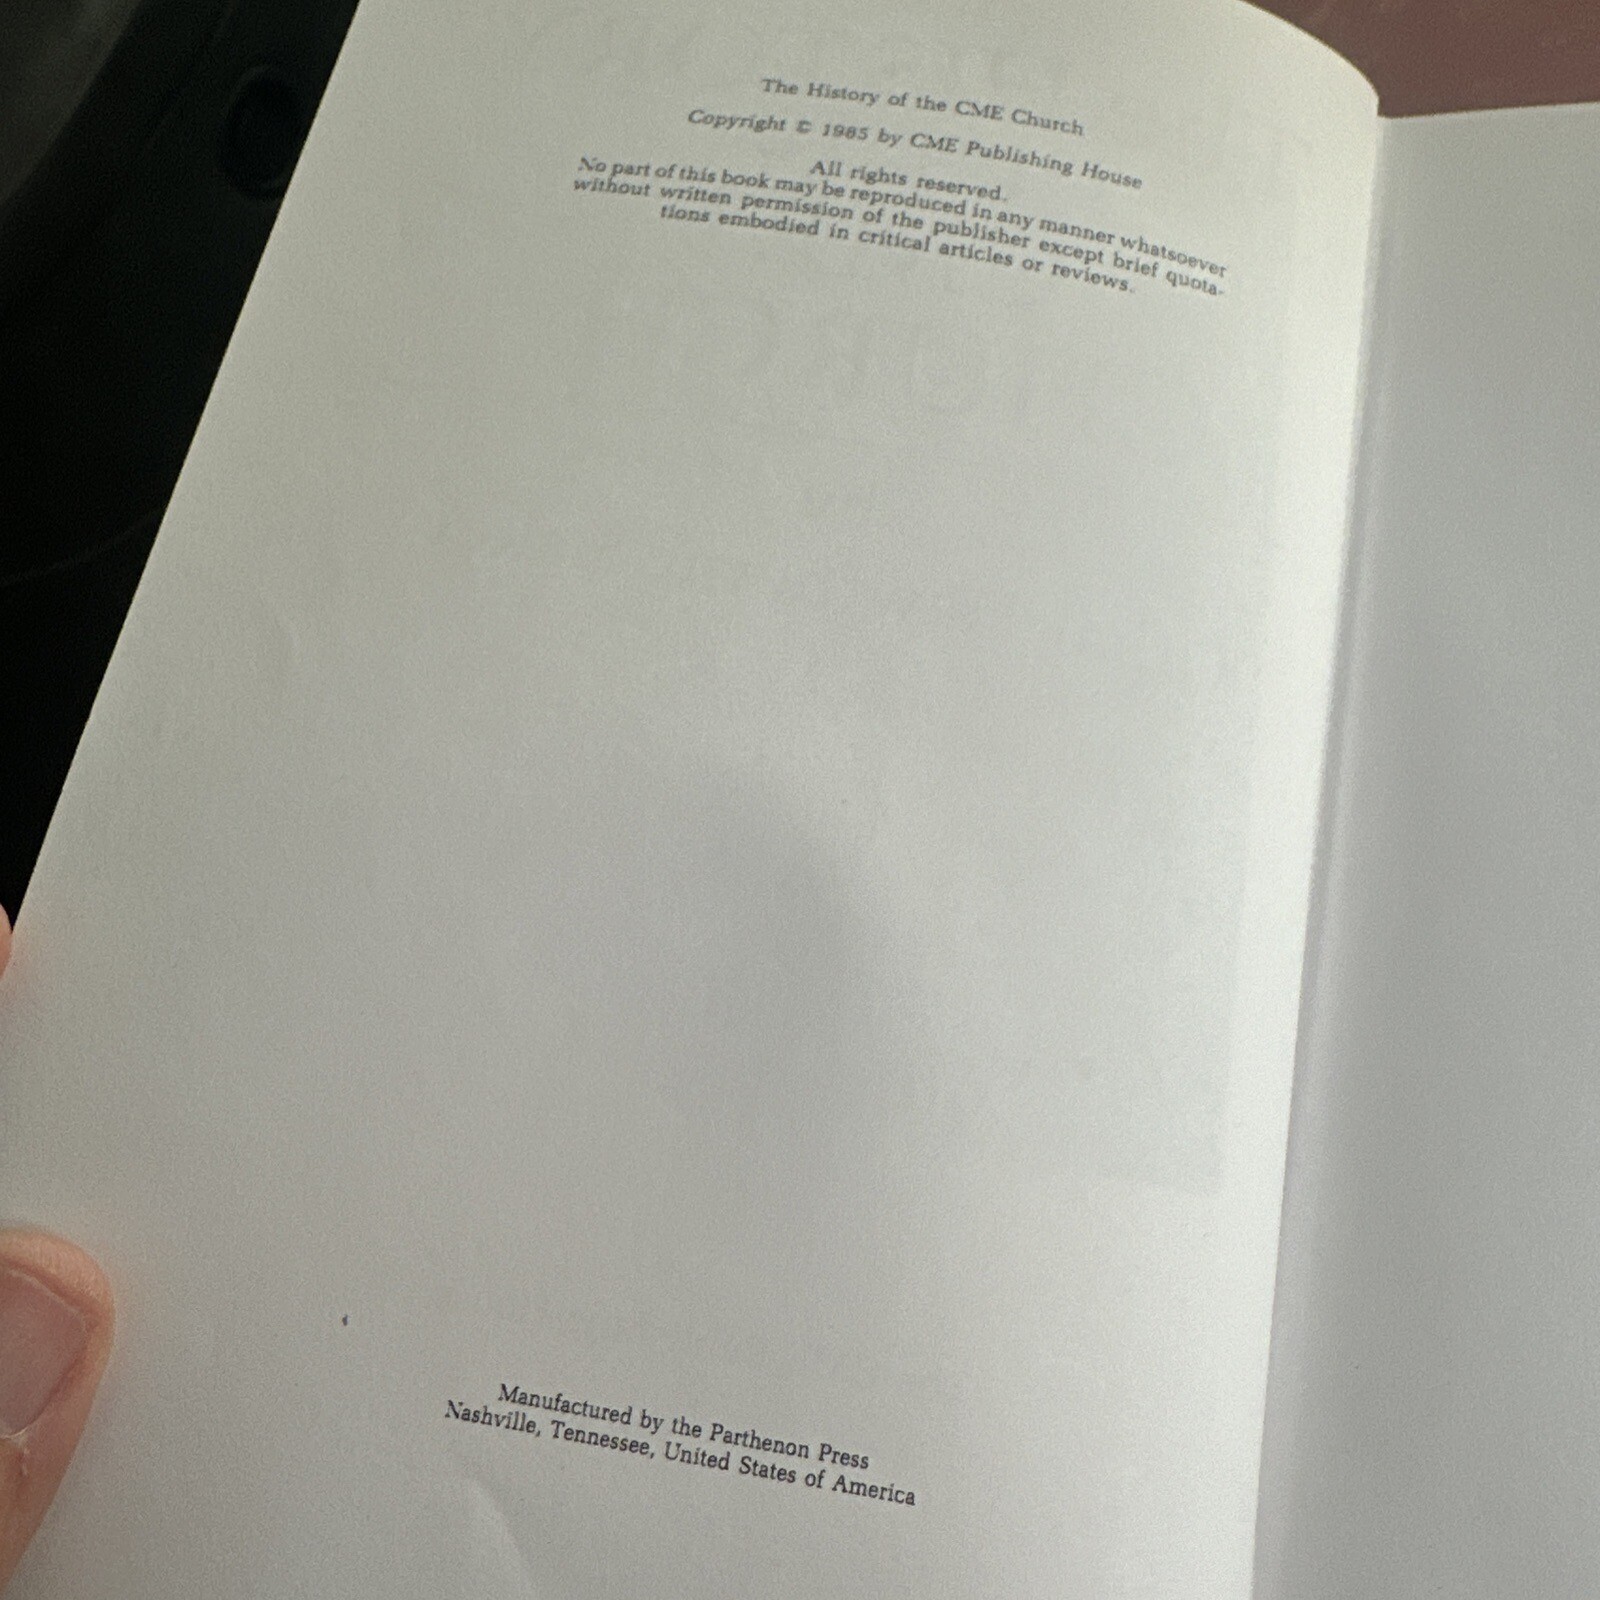 The History of the CME Church
Copyright © 1985 by CME Publishing House
All rights reserved.
No part of this book may be reproduced in any manner whatsoever
without written permission of the publisher except brief quota-
tions embodied in critical articles or reviews.
Manufactured by the Parthenon Press
Nashville, Tennessee, United States of America